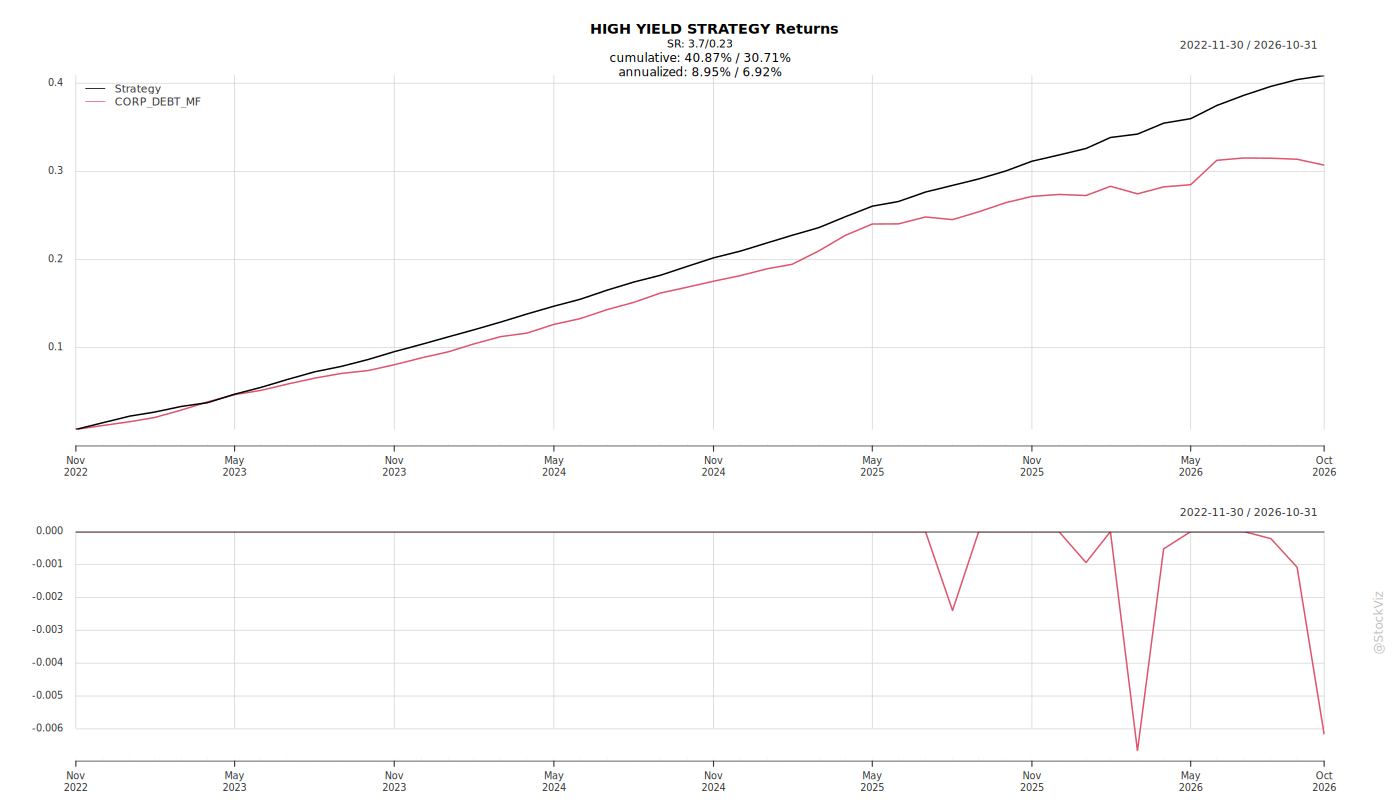 HIGH YIELD STRATEGY Returns
SR: 3.7/0.23
cumulative: 40.87% / 30.71%
annualized: 8.95% / 6.92%
2022-11-30 / 2026-10-31
Strategy
CORP_DEBT_MF
0.4
0.3
0.2
0.1
Nov 2022
May 2023
Nov 2023
May 2024
Nov 2024
May 2025
Nov 2025
May 2026
Oct 2026
2022-11-30 / 2026-10-31
0.000
-0.001
-0.002
-0.003
-0.004
-0.005
-0.006
Nov 2022
May 2023
Nov 2023
May 2024
Nov 2024
May 2025
Nov 2025
May 2026
Oct 2026
@StockViz